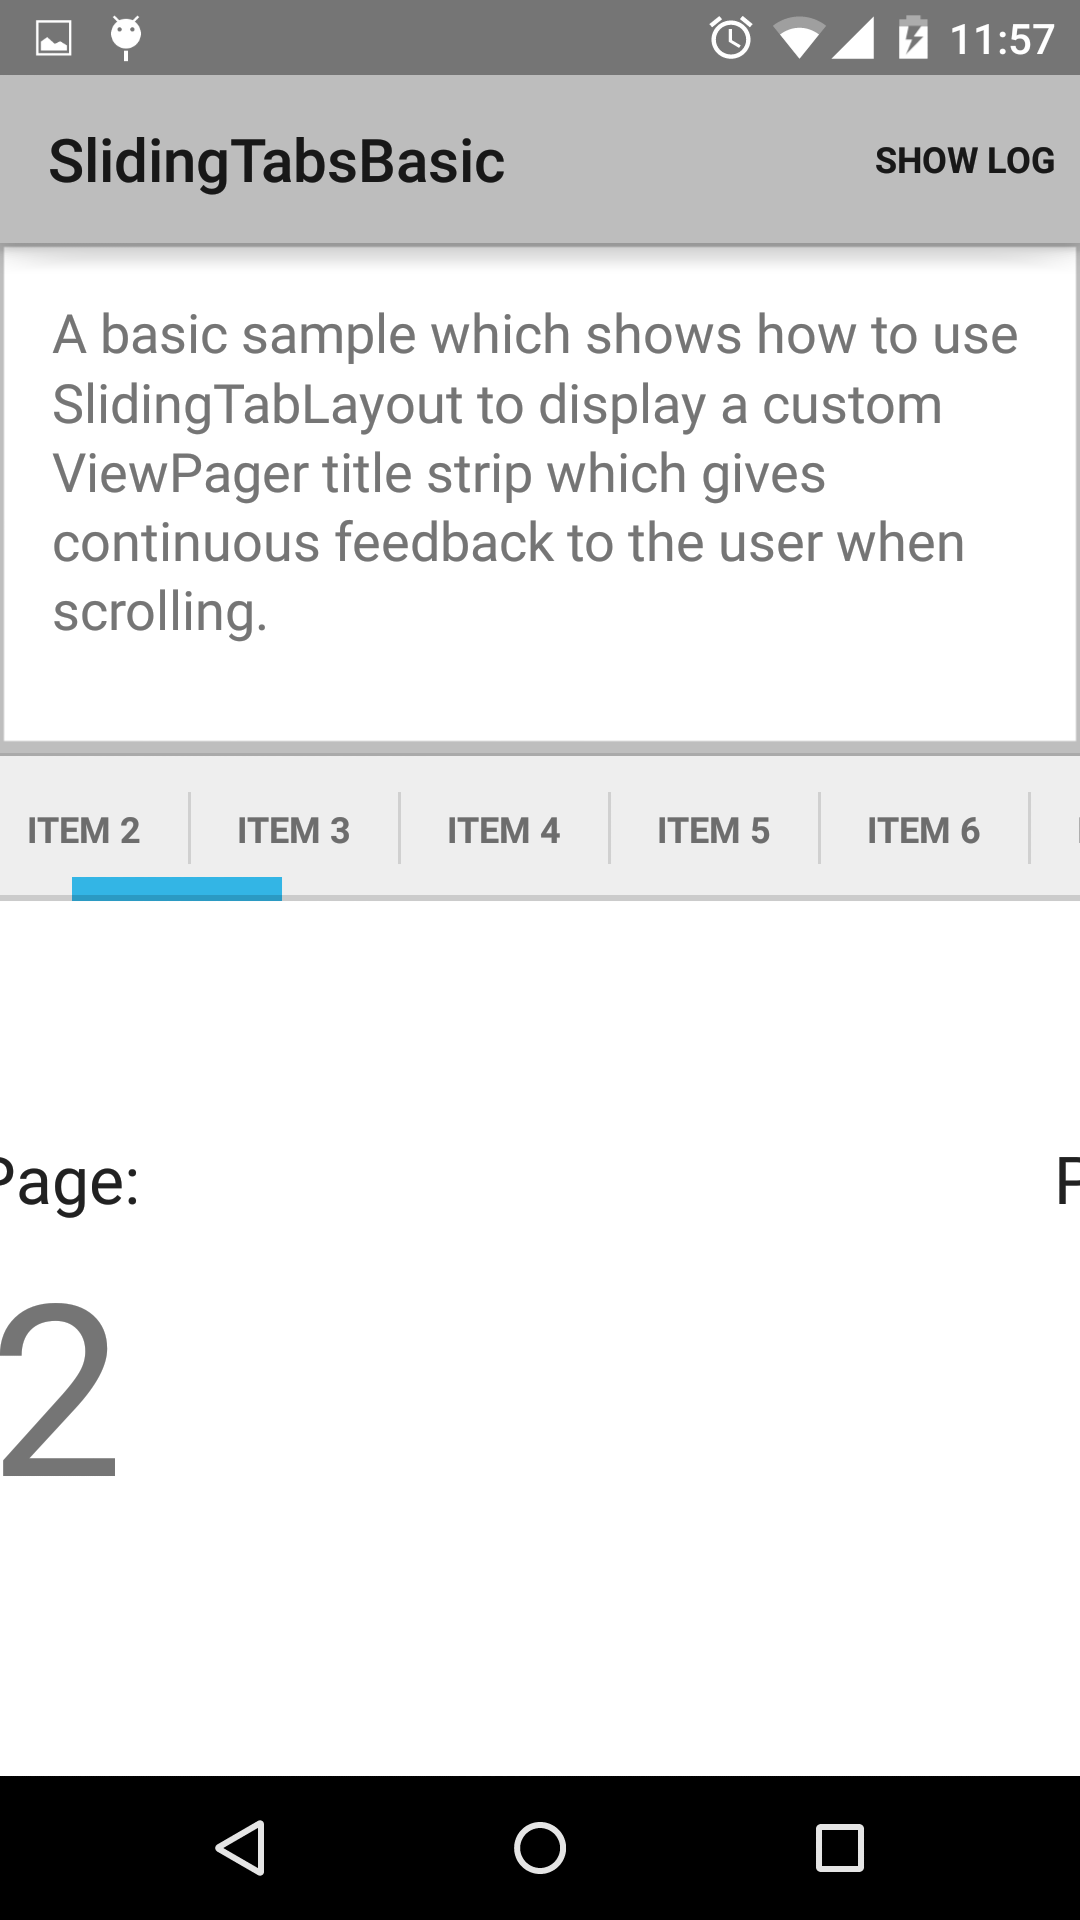 11:57
SlidingTabsBasic SHOW LOG
A basic sample which shows how to use
SlidingTabLayout to display a custom
ViewPager title strip which gives
continuous feedback to the user when
scrolling.
ITEM 2 ITEM 3 ITEM 4 ITEM 5 ITEM 6
Page:
2